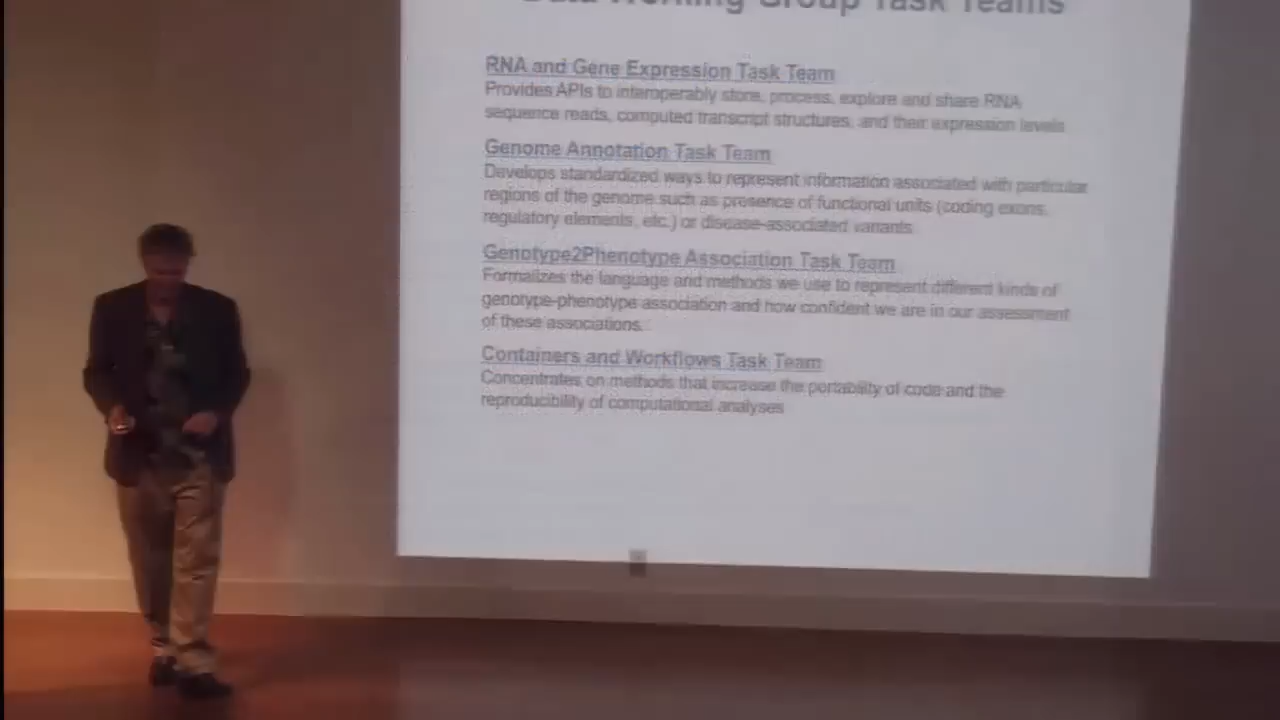 Data Working Group Task Teams
RNA and Gene Expression Task Team
Provides APIs to interoperably store, process, explore and share RNA
sequence reads, computed transcript structures, and their expression levels
Genome Annotation Task Team
Develops standardized ways to represent information associated with particular
regions of the genome such as presence of functional units (coding exons,
regulatory elements, etc.) or disease-associated variants
Genotype2Phenotype Association Task Team
Formalizes the language and methods we use to represent different kinds of
genotype-phenotype association and how confident we are in our assessment
of these associations.
Containers and Workflows Task Team
Concentrates on methods that increase the portability of code and the
reproducibility of computational analyses